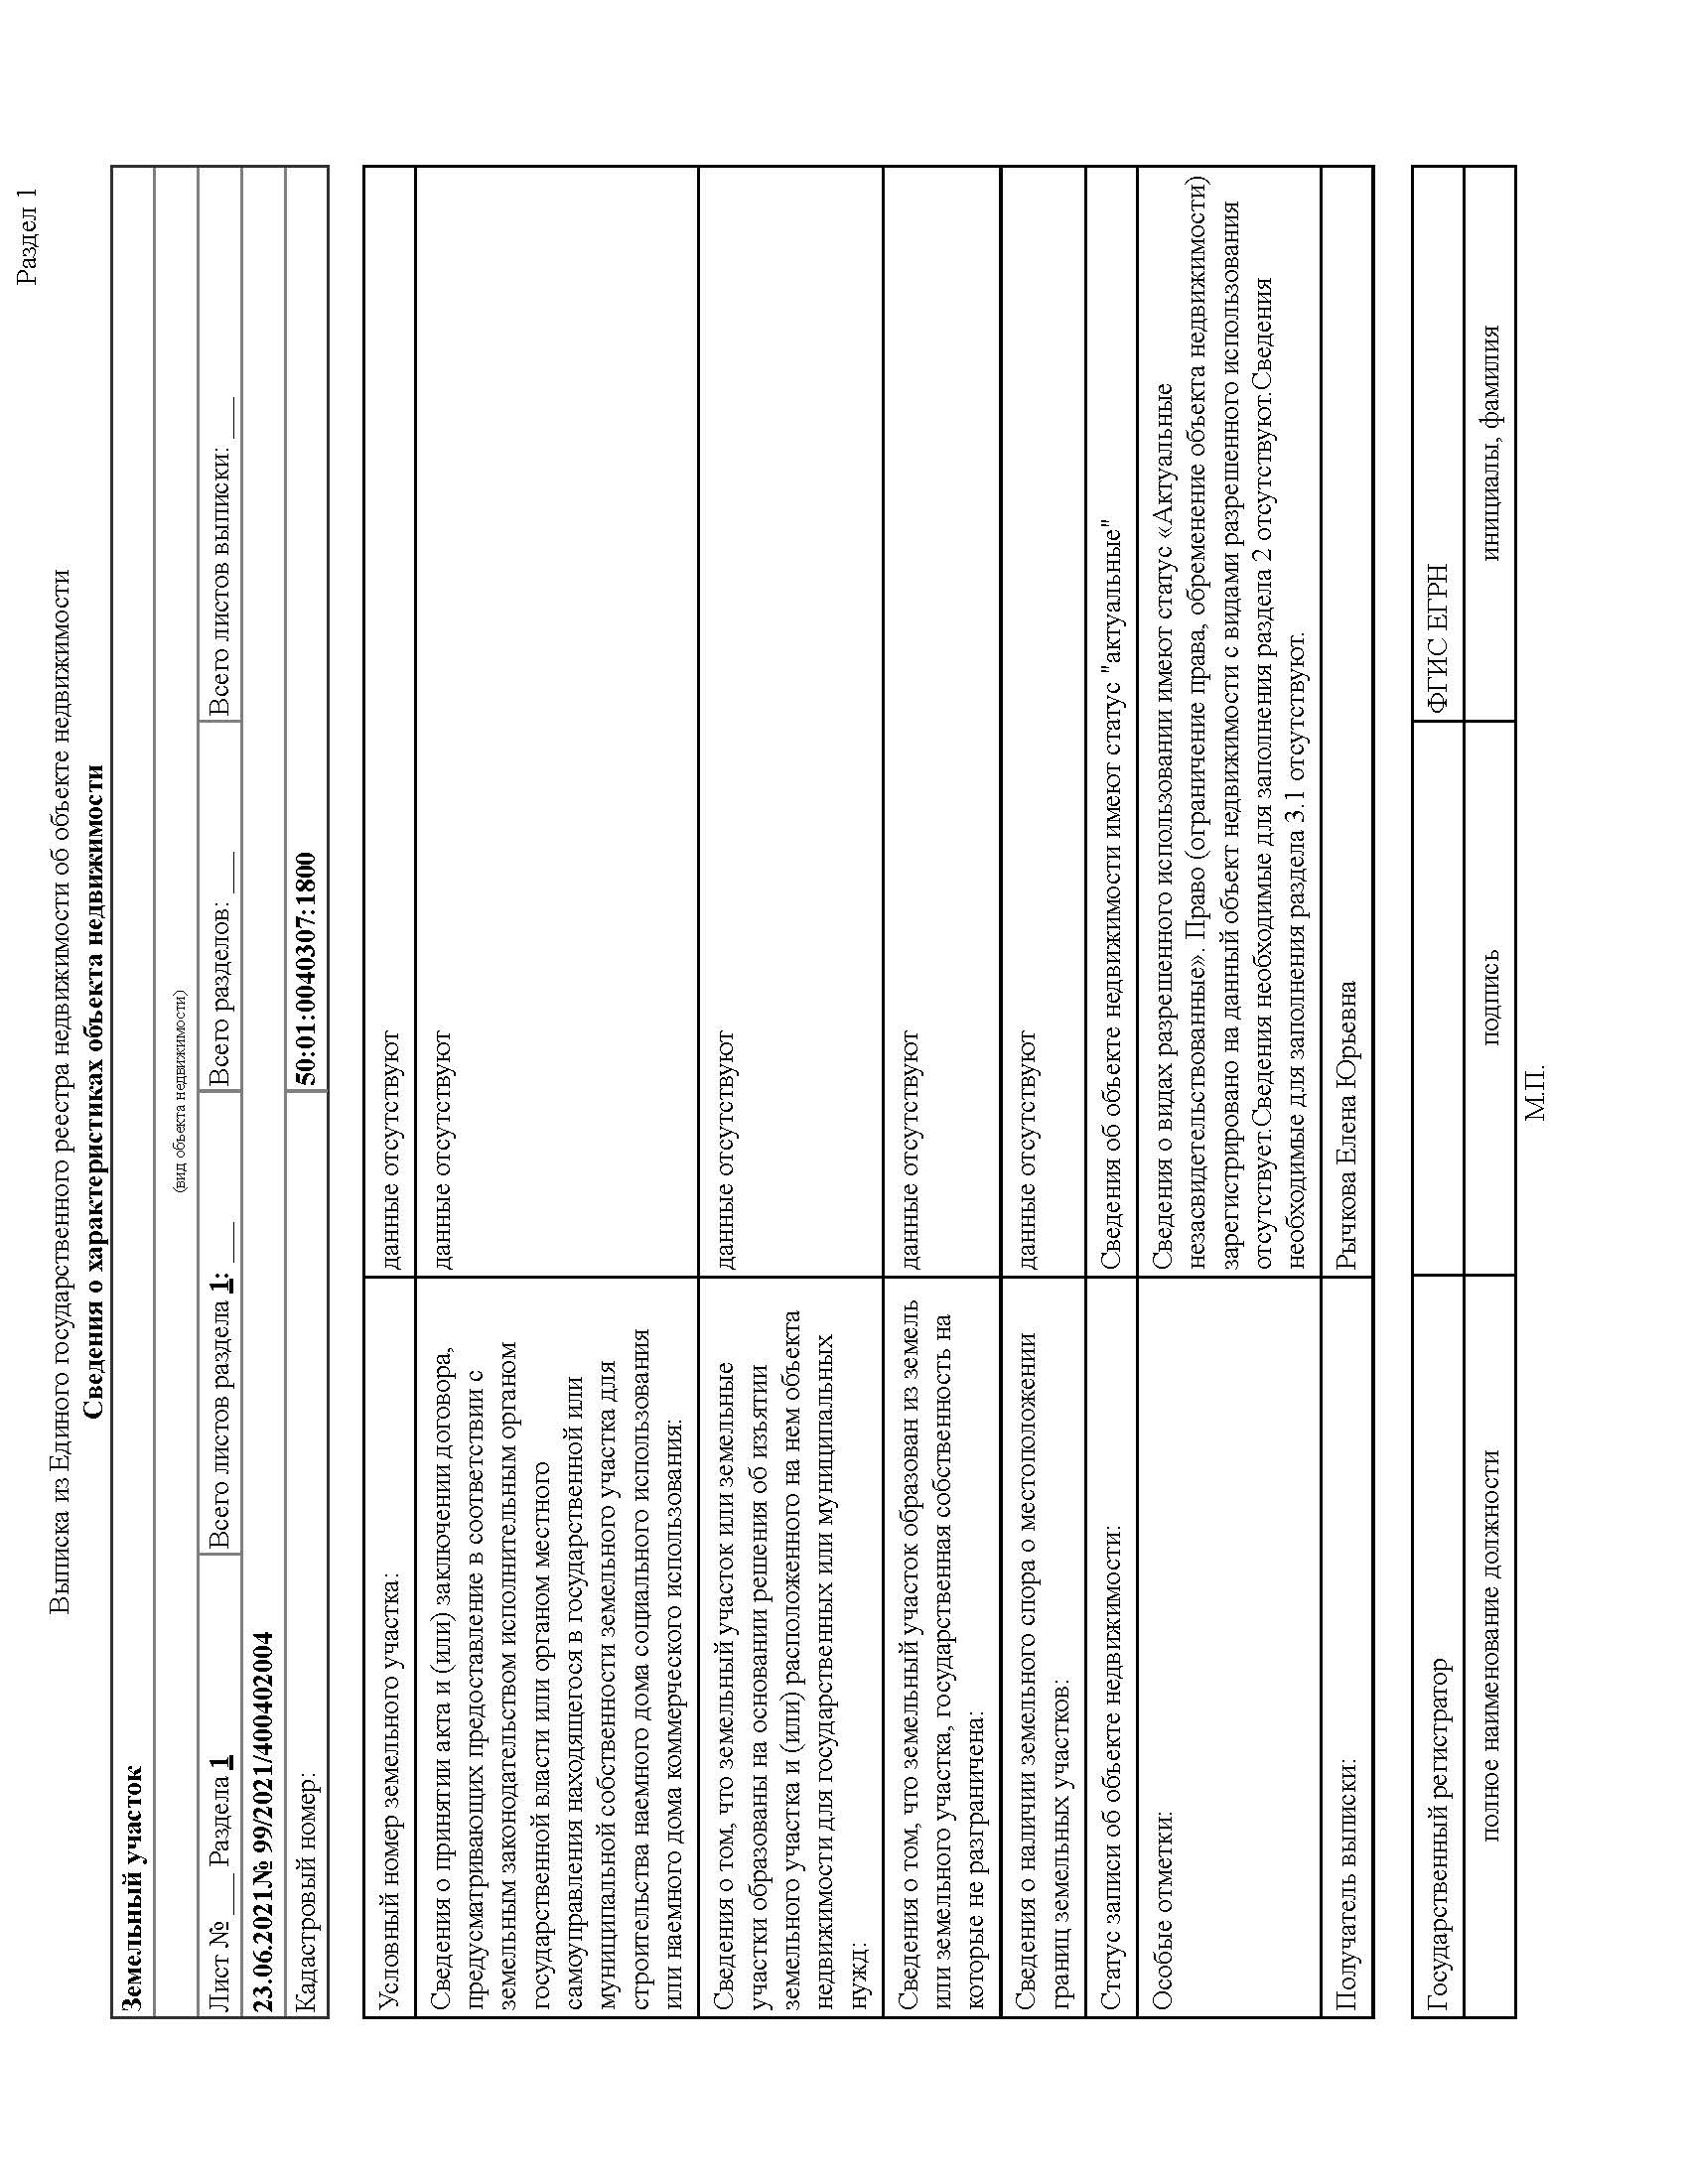 Раздел 1
Выписка из Единого государственного реестра недвижимости об объекте недвижимости
Сведения о характеристиках объекта недвижимости
Земельный участок
(вид объекта недвижимости)
Лист № ___ Раздела 1 Всего листов раздела 1: ___ Всего разделов: ___ Всего листов выписки: ___
23.06.2021№ 99/2021/400402004
Кадастровый номер: 50:01:0040307:1800
Условный номер земельного участка: данные отсутствуют
Сведения о принятии акта и (или) заключении договора, данные отсутствуют
предусматривающих предоставление в соответствии с
земельным законодательством исполнительным органом
государственной власти или органом местного
самоуправления находящегося в государственной или
муниципальной собственности земельного участка для
строительства наемного дома социального использования
или наемного дома коммерческого использования:
Сведения о том, что земельный участок или земельные данные отсутствуют
участки образованы на основании решения об изъятии
земельного участка и (или) расположенного на нем объекта
недвижимости для государственных или муниципальных
нужд:
Сведения о том, что земельный участок образован из земель данные отсутствуют
или земельного участка, государственная собственность на
которые не разграничена:
Сведения о наличии земельного спора о местоположении данные отсутствуют
границ земельных участков:
Статус записи об объекте недвижимости: Сведения об объекте недвижимости имеют статус "актуальные"
Особые отметки: Сведения о видах разрешенного использовании имеют статус «Актуальные
незасвидетельствованные». Право (ограничение права, обременение объекта недвижимости)
зарегистрировано на данный объект недвижимости с видами разрешенного использования
отсутствует.Сведения необходимые для заполнения раздела 2 отсутствуют.Сведения
необходимые для заполнения раздела 3.1 отсутствуют.
Получатель выписки: Рычкова Елена Юрьевна
Государственный регистратор ФГИС ЕГРН
полное наименование должности подпись инициалы, фамилия
М.П.